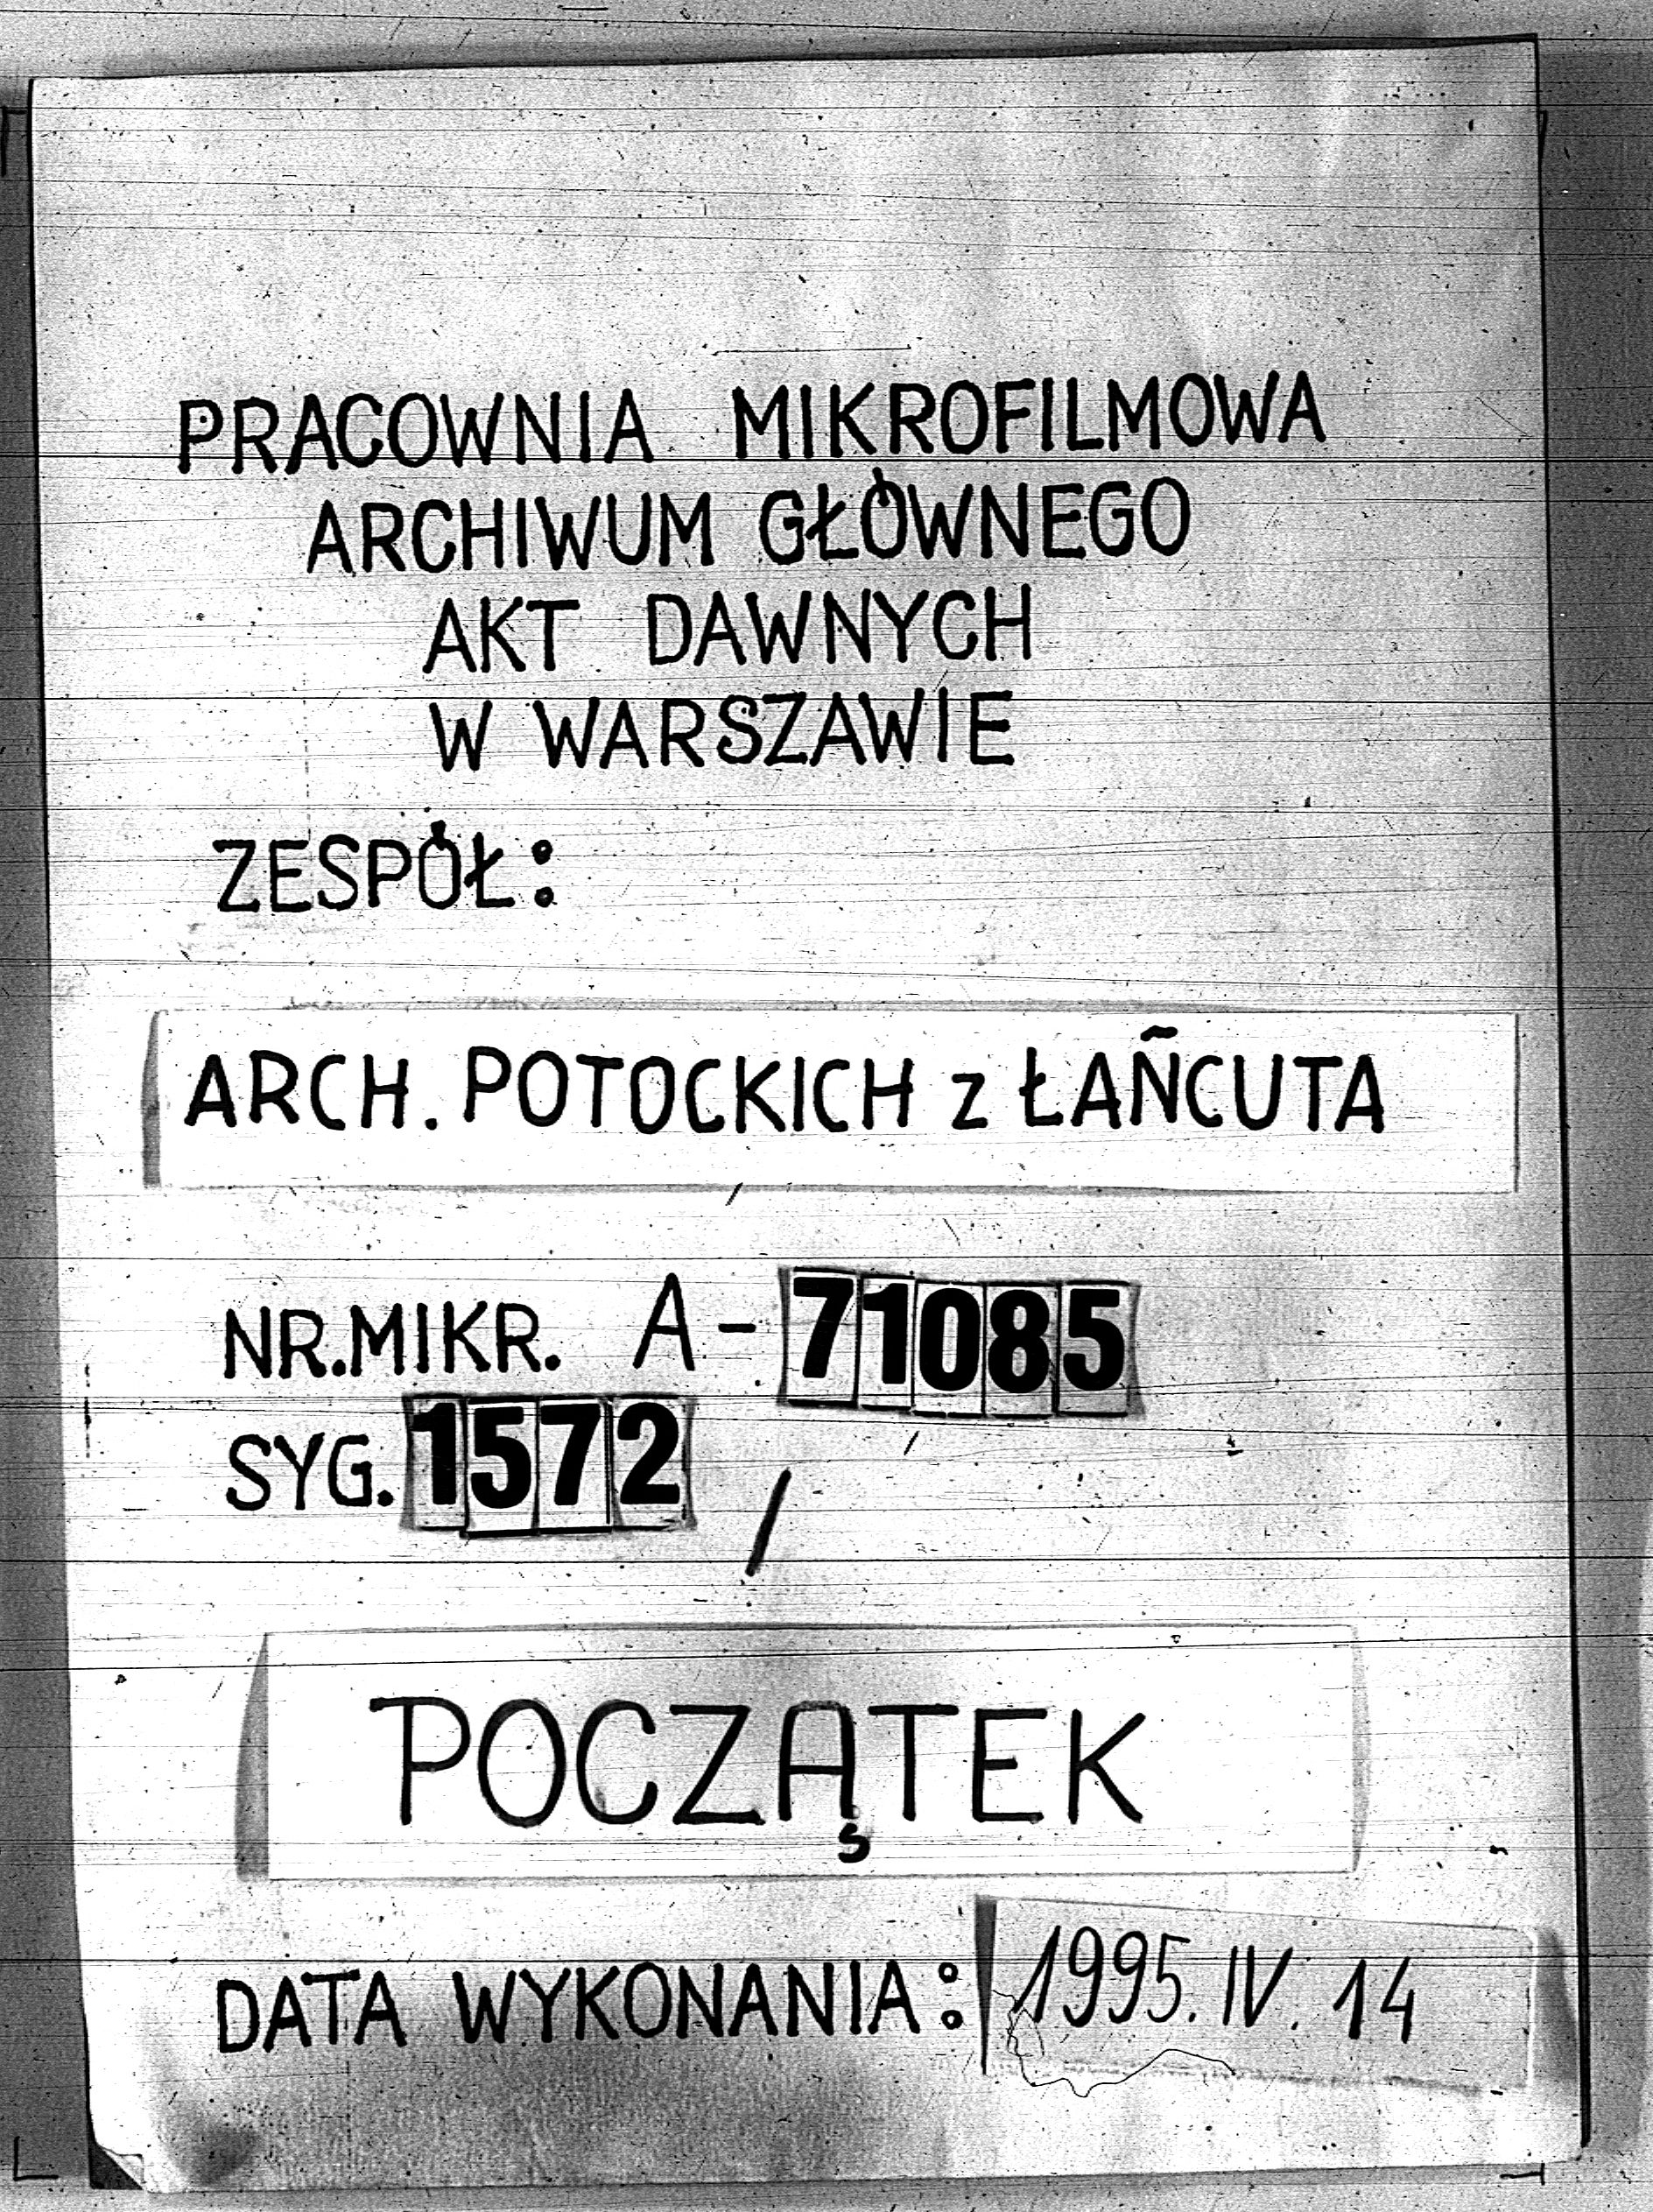 PRACOWNIA MIKROFILMOWA
ARCHIWUM GŁÓWNEGO
AKT DAWNYCH
W WARSZAWIE
ZESPÓŁ:
ARCH. POTOCKICH z ŁAŃCUTA
NR.MIKR. A-71085
SYG. 1572 /
POCZĄTEK
DATA WYKONANIA: 1995.IV.14